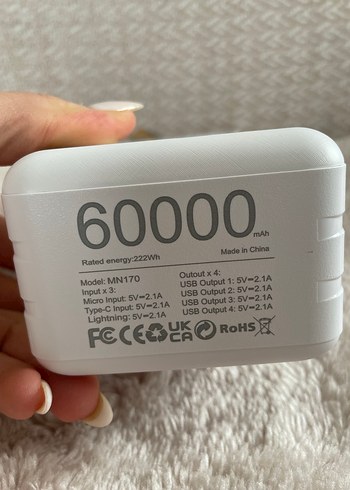 60000 mAh
Rated energy:222Wh Made in China
Model: MN170
Input x 3:
Micro Input: 5V⎓2.1A
Type-C Input: 5V⎓2.1A
Lightning: 5V⎓2.1A
Outout x 4:
USB Output 1: 5V⎓2.1A
USB Output 2: 5V⎓2.1A
USB Output 3: 5V⎓2.1A
USB Output 4: 5V⎓2.1A
FC CE UK CA RoHS